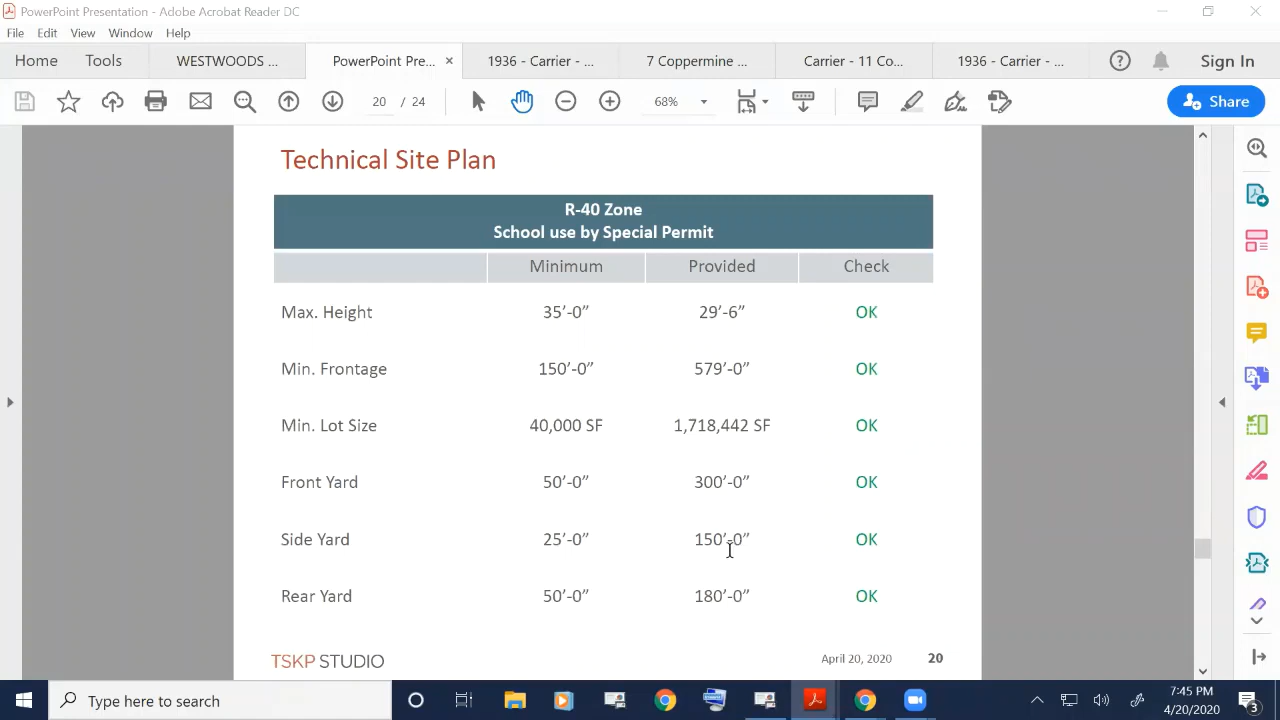 PowerPoint Presentation - Adobe Acrobat Reader DC
File Edit View Window Help
Home Tools WESTWOODS ... PowerPoint Pre... × 1936 - Carrier - ... 7 Coppermine ... Carrier - 11 Co... 1936 - Carrier - ... Sign In
20 / 24 68% Share
Technical Site Plan
R-40 Zone
School use by Special Permit
Minimum Provided Check
Max. Height 35’-0” 29’-6” OK
Min. Frontage 150’-0” 579’-0” OK
Min. Lot Size 40,000 SF 1,718,442 SF OK
Front Yard 50’-0” 300’-0” OK
Side Yard 25’-0” 150’-0” OK
Rear Yard 50’-0” 180’-0” OK
TSKP STUDIO April 20, 2020 20
Type here to search
7:45 PM
4/20/2020
3